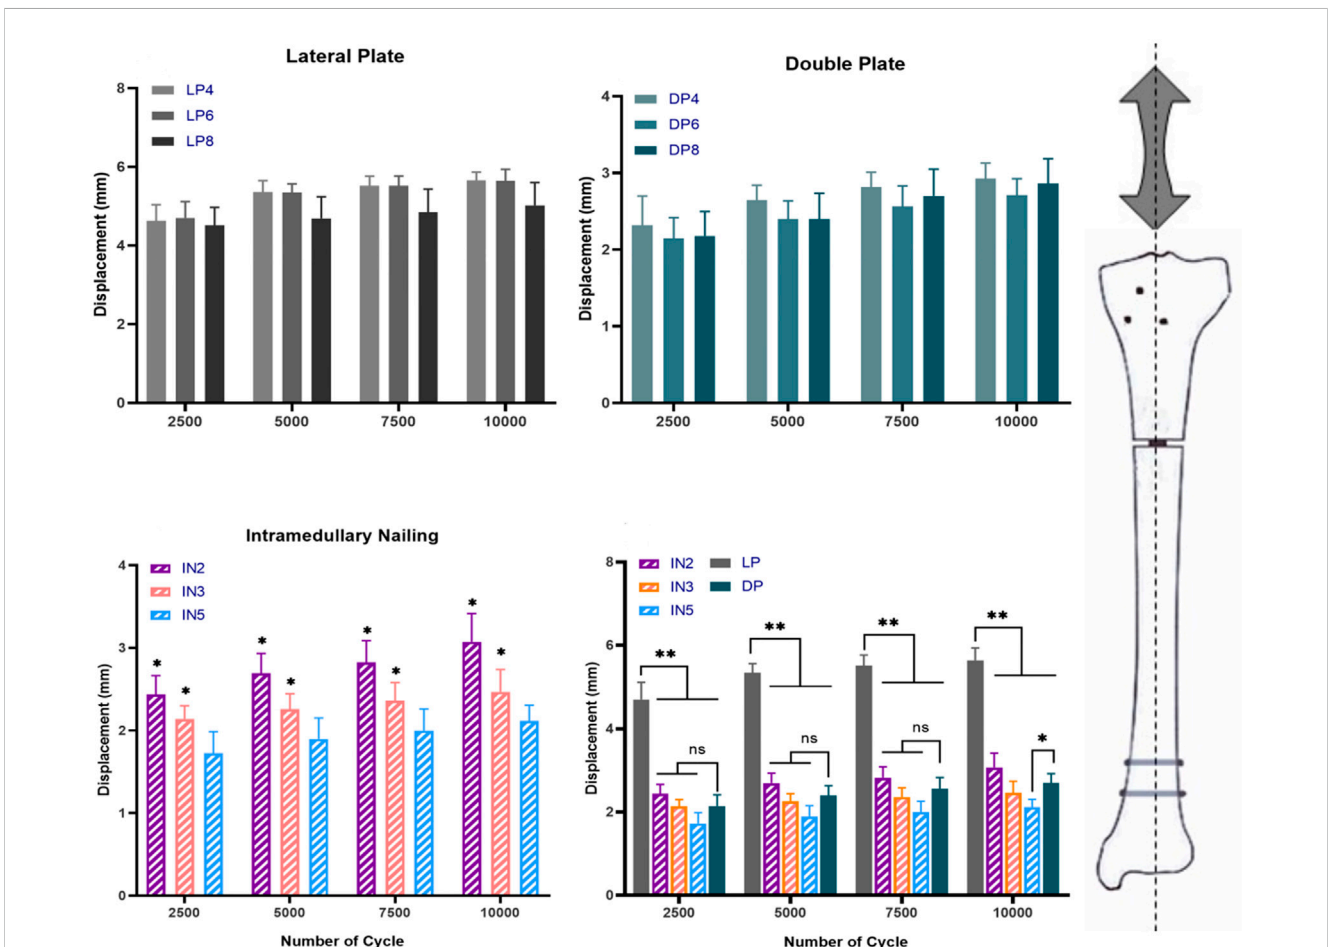 Lateral Plate
8
6
4
2
0
Displacement (mm)
LP4
LP6
LP8
2500 5000 7500 10000
Double Plate
4
3
2
1
0
Displacement (mm)
DP4
DP6
DP8
2500 5000 7500 10000
Intramedullary Nailing
4
3
2
1
0
Displacement (mm)
IN2
IN3
IN5
* * * * * * * *
2500 5000 7500 10000
Number of Cycle
8
6
4
2
0
Displacement (mm)
IN2 LP
IN3 DP
IN5
** ** ** **
ns ns ns *
2500 5000 7500 10000
Number of Cycle